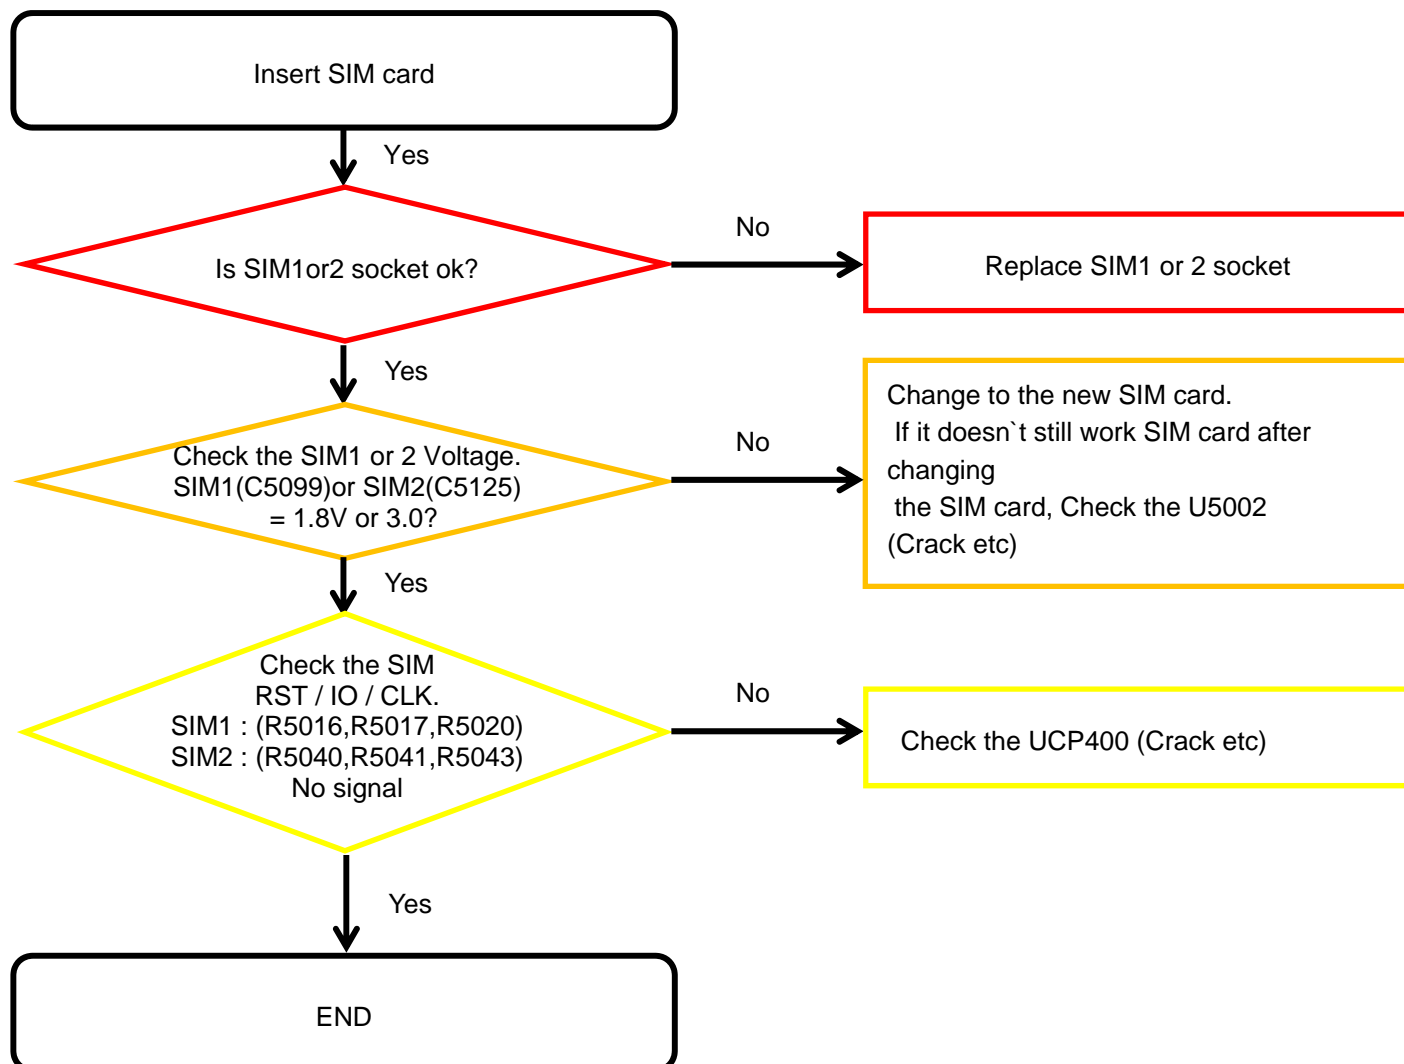 Insert SIM card
Yes
Is SIM1or2 socket ok?
No
Replace SIM1 or 2 socket
Yes
Check the SIM1 or 2 Voltage.
SIM1(C5099)or SIM2(C5125)
= 1.8V or 3.0?
No
Change to the new SIM card.
If it doesn`t still work SIM card after
changing
the SIM card, Check the U5002
(Crack etc)
Yes
Check the SIM
RST / IO / CLK.
SIM1 : (R5016,R5017,R5020)
SIM2 : (R5040,R5041,R5043)
No signal
No
Check the UCP400 (Crack etc)
Yes
END